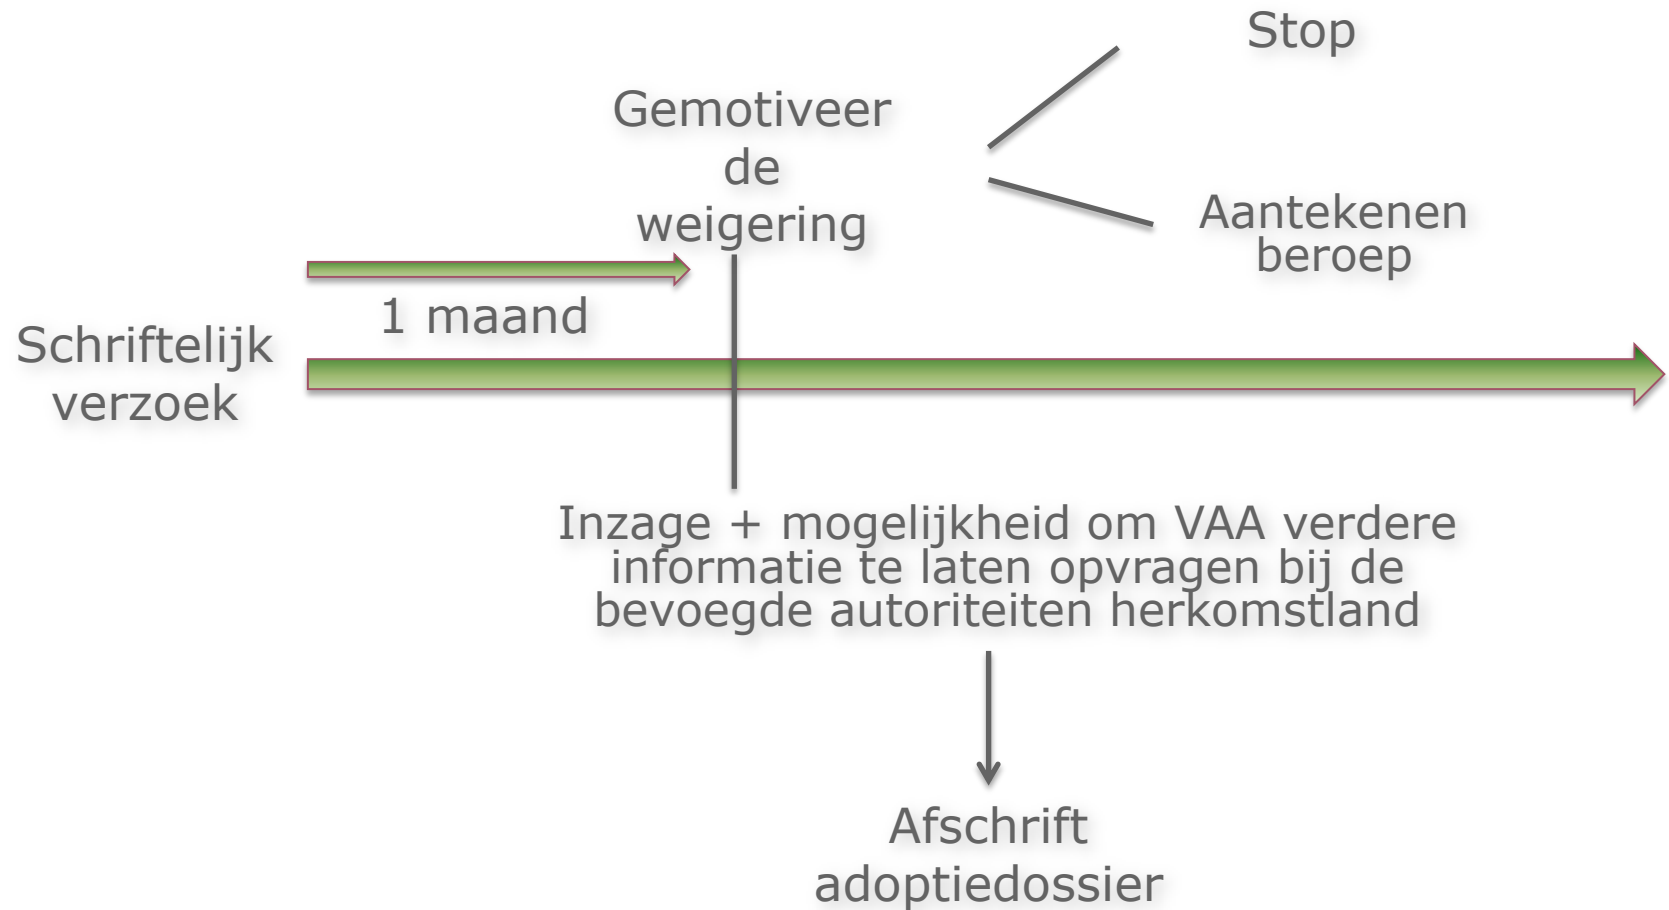 Stop
Gemotiveer
de
weigering
Aantekenen
beroep
1 maand
Schriftelijk
verzoek
Inzage + mogelijkheid om VAA verdere
informatie te laten opvragen bij de
bevoegde autoriteiten herkomstland
Afschrift
adoptiedossier